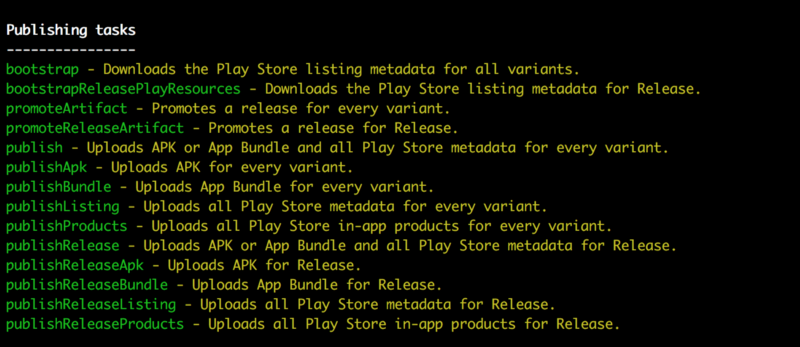 Publishing tasks
----------------
bootstrap - Downloads the Play Store listing metadata for all variants.
bootstrapReleasePlayResources - Downloads the Play Store listing metadata for Release.
promoteArtifact - Promotes a release for every variant.
promoteReleaseArtifact - Promotes a release for Release.
publish - Uploads APK or App Bundle and all Play Store metadata for every variant.
publishApk - Uploads APK for every variant.
publishBundle - Uploads App Bundle for every variant.
publishListing - Uploads all Play Store metadata for every variant.
publishProducts - Uploads all Play Store in-app products for every variant.
publishRelease - Uploads APK or App Bundle and all Play Store metadata for Release.
publishReleaseApk - Uploads APK for Release.
publishReleaseBundle - Uploads App Bundle for Release.
publishReleaseListing - Uploads all Play Store metadata for Release.
publishReleaseProducts - Uploads all Play Store in-app products for Release.